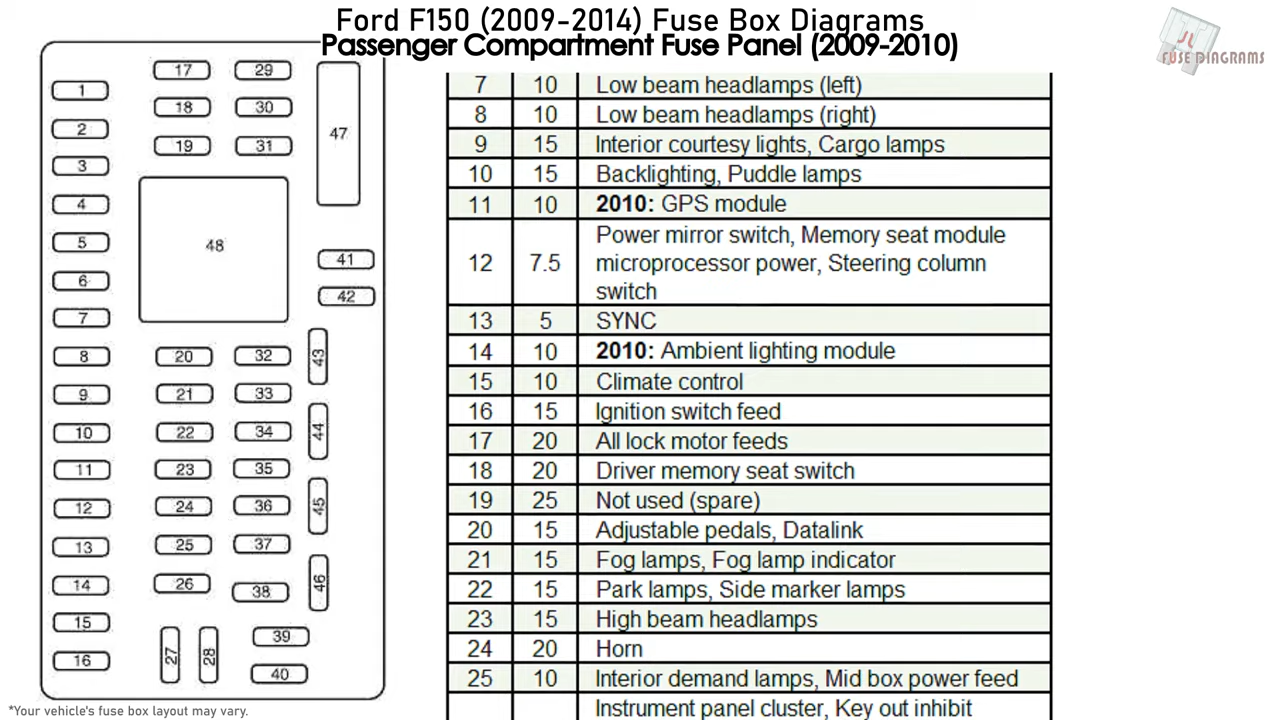 Ford F150 (2009-2014) Fuse Box Diagrams
Passenger Compartment Fuse Panel (2009-2010)
JL
FUSE DIAGRAMS
1
2
3
4
5
6
7
8
9
10
11
12
13
14
15
16
17
18
19
29
30
31
47
48
41
42
20
21
22
23
24
25
26
32
33
34
35
36
37
38
43
44
45
46
27
28
39
40
7 10 Low beam headlamps (left)
8 10 Low beam headlamps (right)
9 15 Interior courtesy lights, Cargo lamps
10 15 Backlighting, Puddle lamps
11 10 2010: GPS module
12 7.5 Power mirror switch, Memory seat module
microprocessor power, Steering column
switch
13 5 SYNC
14 10 2010: Ambient lighting module
15 10 Climate control
16 15 Ignition switch feed
17 20 All lock motor feeds
18 20 Driver memory seat switch
19 25 Not used (spare)
20 15 Adjustable pedals, Datalink
21 15 Fog lamps, Fog lamp indicator
22 15 Park lamps, Side marker lamps
23 15 High beam headlamps
24 20 Horn
25 10 Interior demand lamps, Mid box power feed
Instrument panel cluster, Key out inhibit
*Your vehicle's fuse box layout may vary.